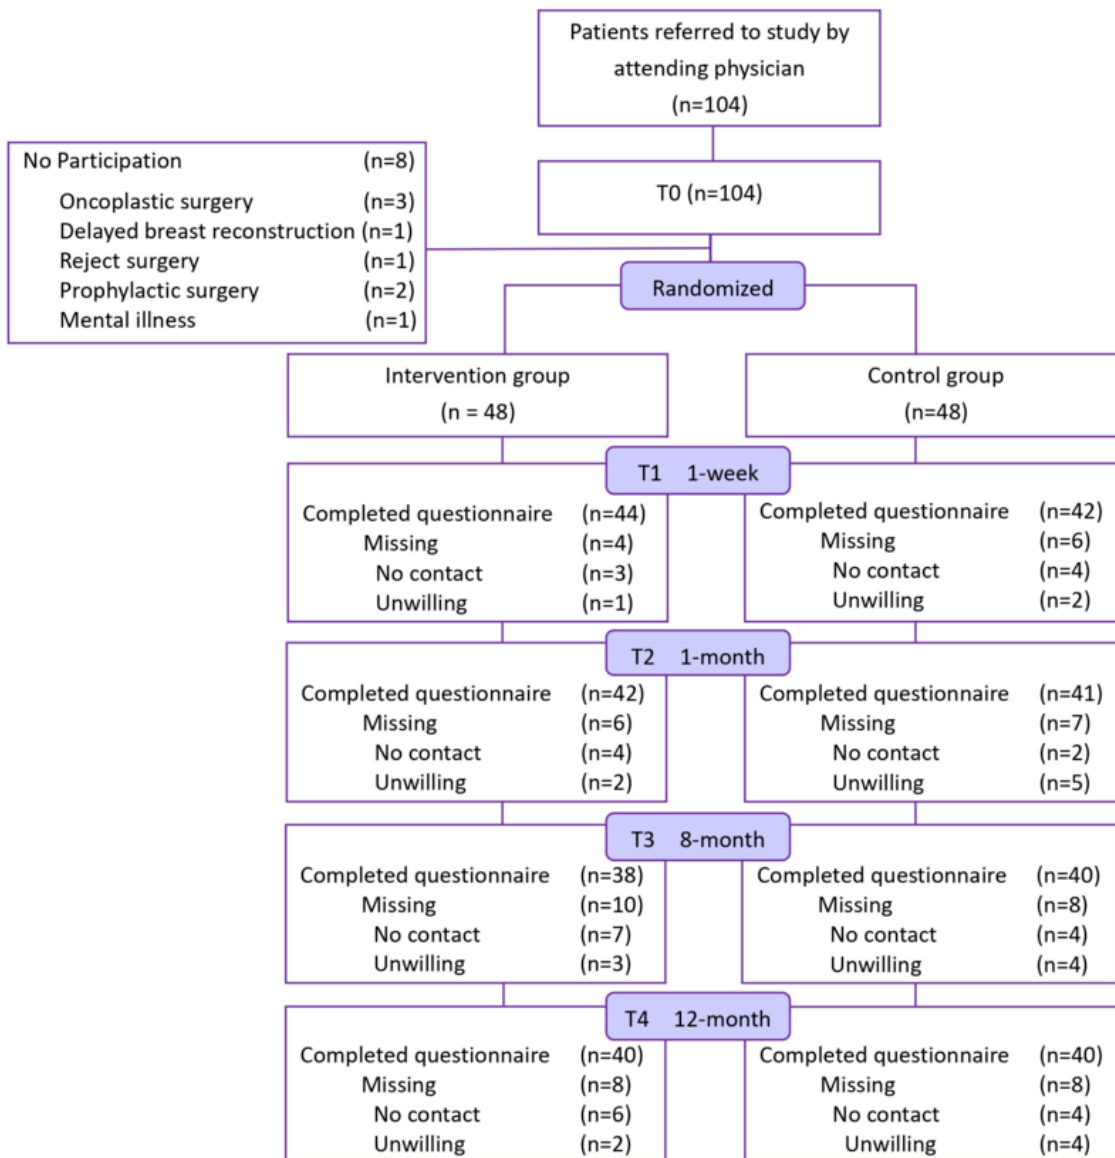 Patients referred to study by
attending physician
(n=104)
No Participation (n=8)
Oncoplastic surgery (n=3)
Delayed breast reconstruction (n=1)
Reject surgery (n=1)
Prophylactic surgery (n=2)
Mental illness (n=1)
T0 (n=104)
Randomized
Intervention group
(n = 48)
Control group
(n=48)
T1 1-week
Completed questionnaire (n=44)
Missing (n=4)
No contact (n=3)
Unwilling (n=1)
Completed questionnaire (n=42)
Missing (n=6)
No contact (n=4)
Unwilling (n=2)
T2 1-month
Completed questionnaire (n=42)
Missing (n=6)
No contact (n=4)
Unwilling (n=2)
Completed questionnaire (n=41)
Missing (n=7)
No contact (n=2)
Unwilling (n=5)
T3 8-month
Completed questionnaire (n=38)
Missing (n=10)
No contact (n=7)
Unwilling (n=3)
Completed questionnaire (n=40)
Missing (n=8)
No contact (n=4)
Unwilling (n=4)
T4 12-month
Completed questionnaire (n=40)
Missing (n=8)
No contact (n=6)
Unwilling (n=2)
Completed questionnaire (n=40)
Missing (n=8)
No contact (n=4)
Unwilling (n=4)